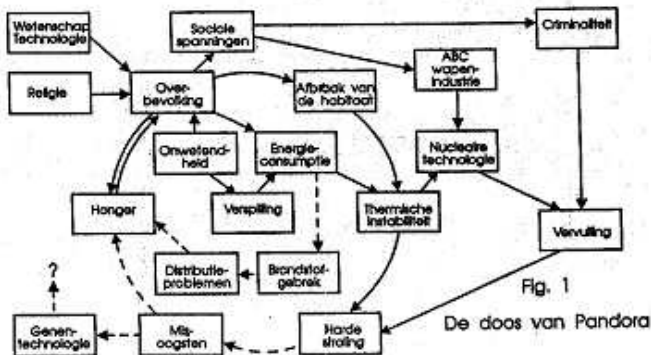 Wetenschap
Technologie
Sociale
spanningen
Criminaliteit
ABC
wapen-
industrie
Religie
Over-
bevolking
Afbraak van
de habitaat
Onwetend-
heid
Energie-
consumptie
Nucleaire
technologie
Honger
Verspilling
Thermische
instabiliteit
Vervuiling
Distributie-
problemen
Brandstof-
gebrek
?
Fig. 1
De doos van Pandora
Genen-
technologie
Mis-
oogsten
Harde
straling